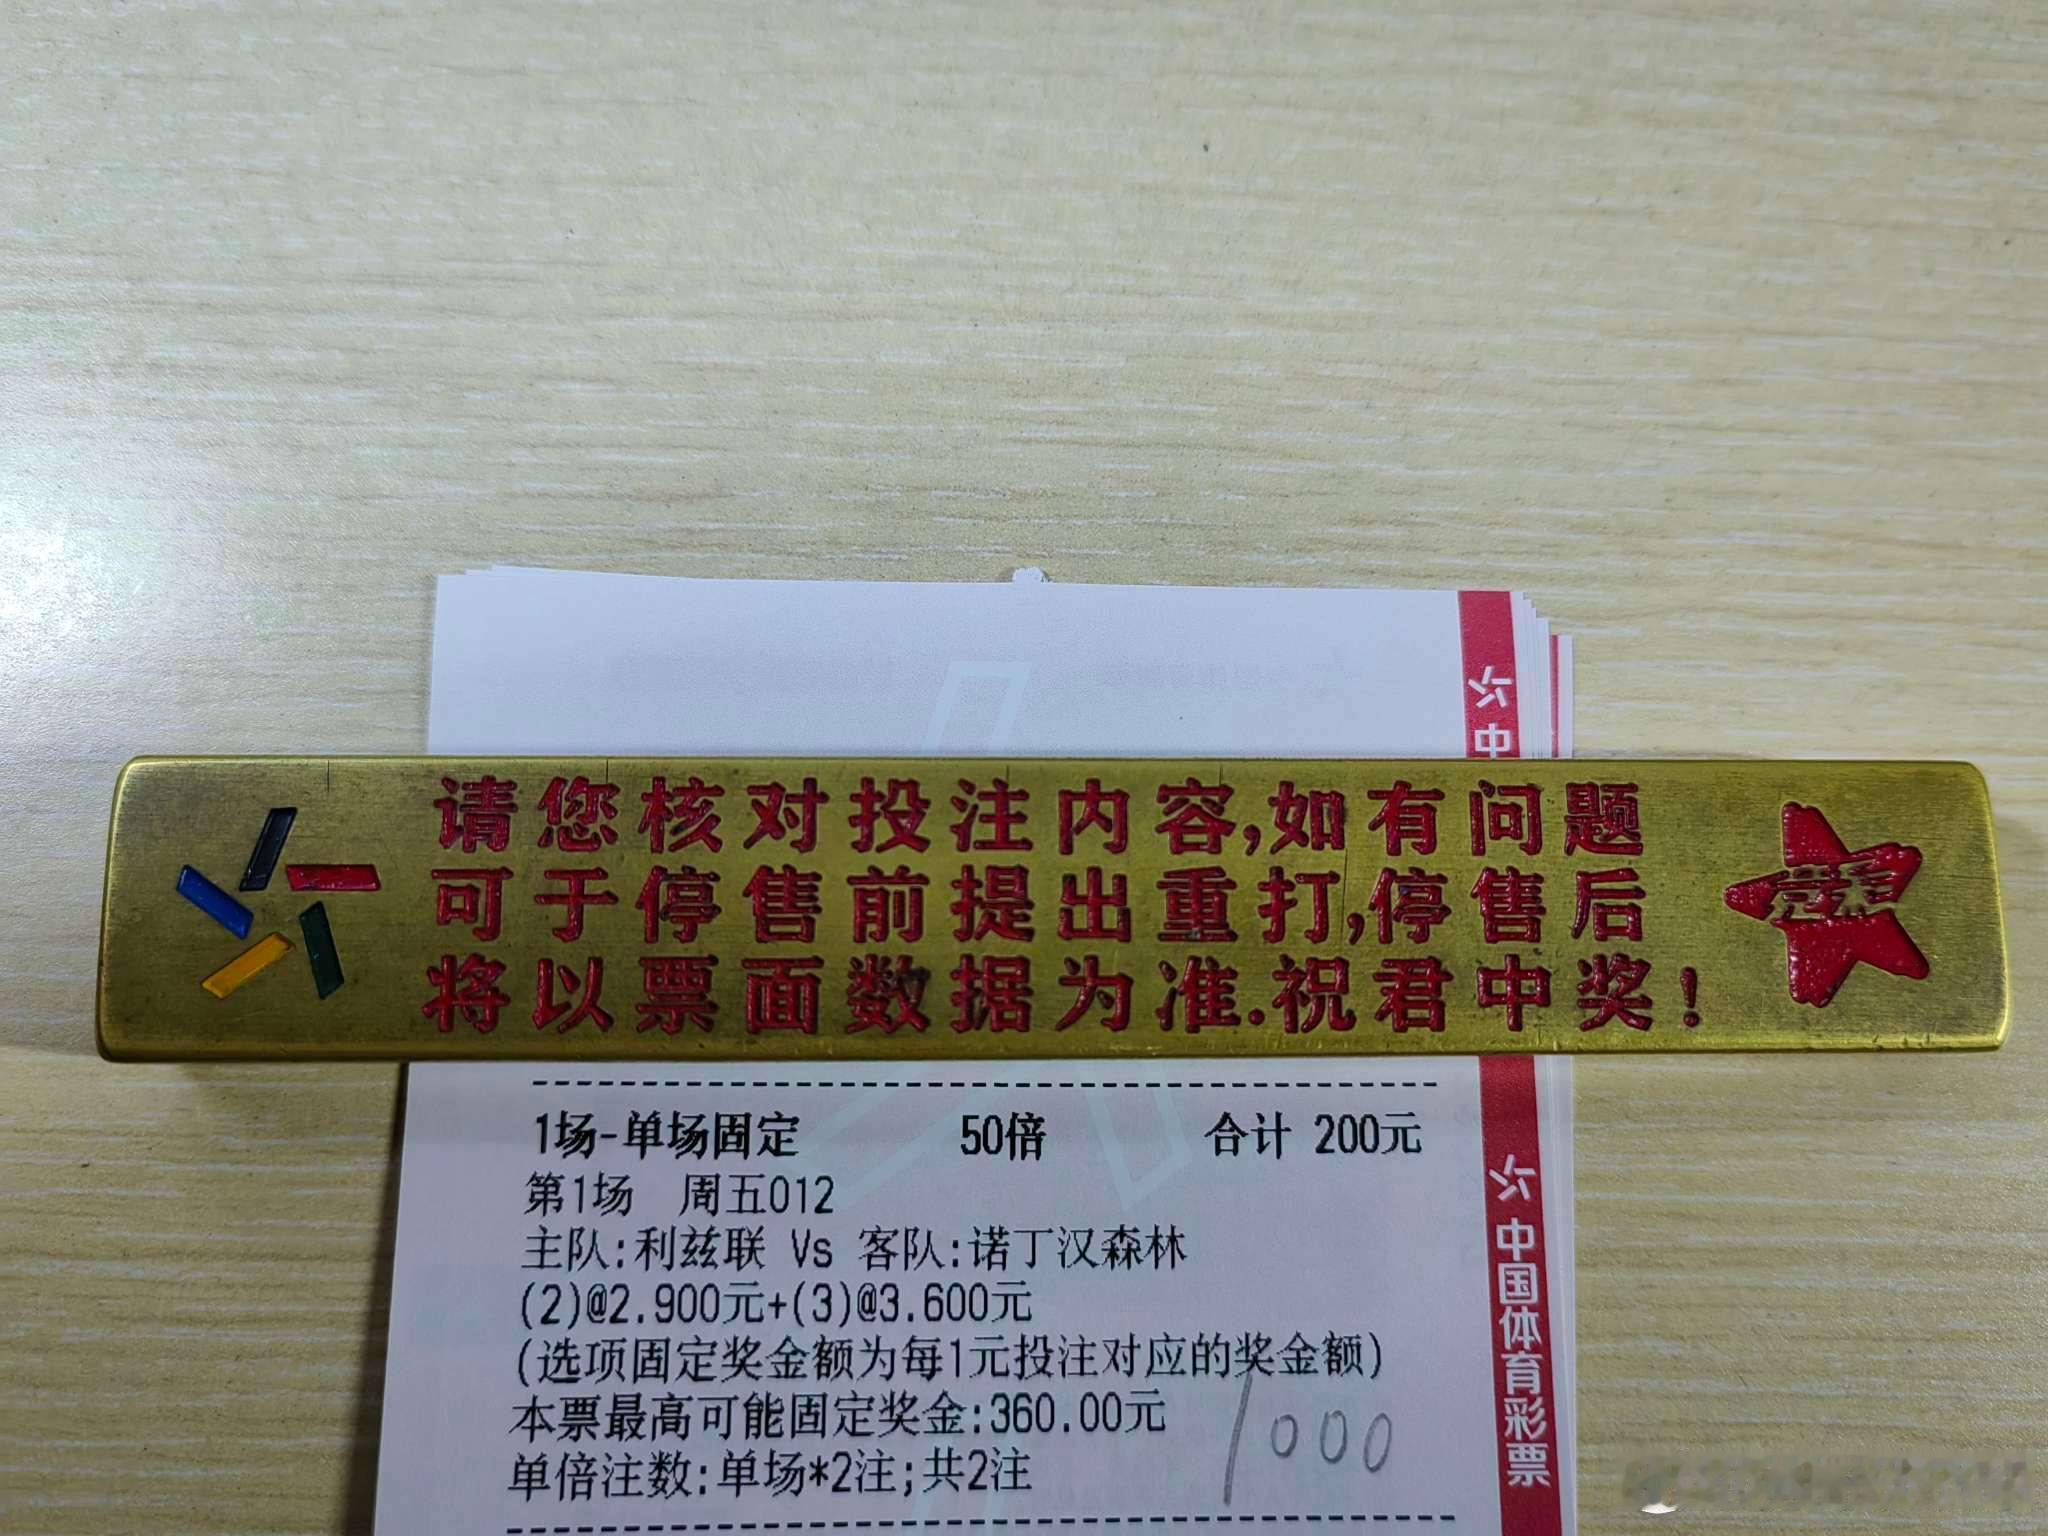 中
请您核对投注内容,如有问题
可于停售前提出重打,停售后
将以票面数据为准.祝君中奖!
1场-单场固定 50倍 合计 200元
第1场 周五012
主队:利兹联 Vs 客队:诺丁汉森林
(2)@2.900元+(3)@3.600元
(选项固定奖金额为每1元投注对应的奖金额)
本票最高可能固定奖金:360.00元
1000
单倍注数:单场*2注;共2注
中国体育彩票